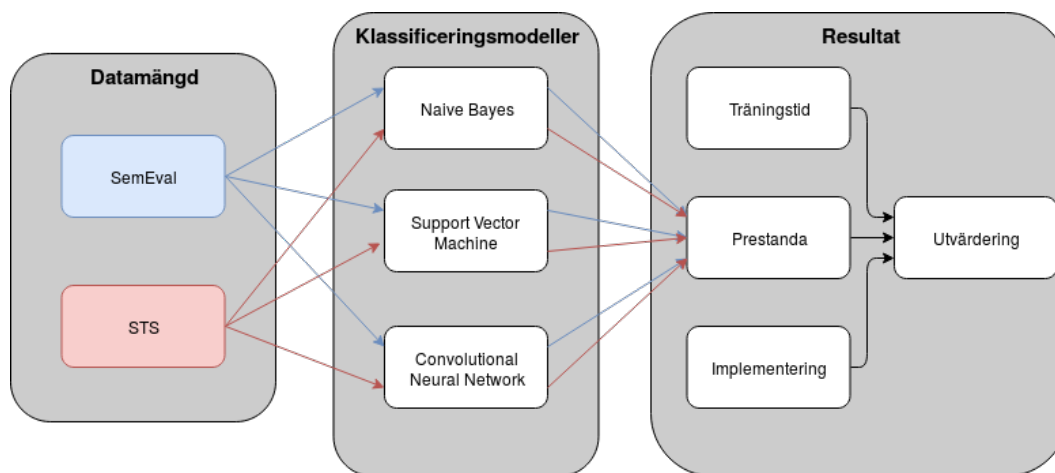 Datamängd
SemEval
STS
Klassificeringsmodeller
Naive Bayes
Support Vector
Machine
Convolutional
Neural Network
Resultat
Träningstid
Prestanda
Implementering
Utvärdering